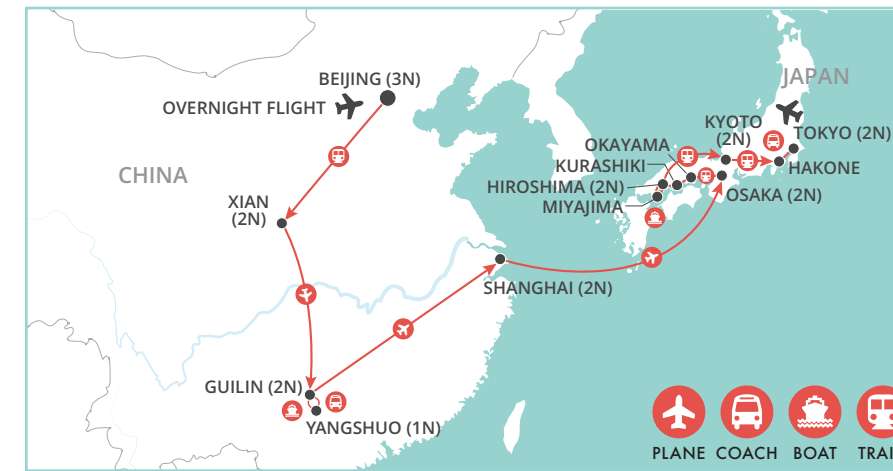 JAPAN
BEIJING (3N)
OVERNIGHT FLIGHT
KYOTO
(2N)
TOKYO (2N)
OKAYAMA
KURASHIKI
HAKONE
CHINA
HIROSHIMA (2N)
OSAKA (2N)
MIYAJIMA
XIAN
(2N)
SHANGHAI (2N)
GUILIN (2N)
YANGSHUO (1N)
PLANE COACH BOAT TRAI